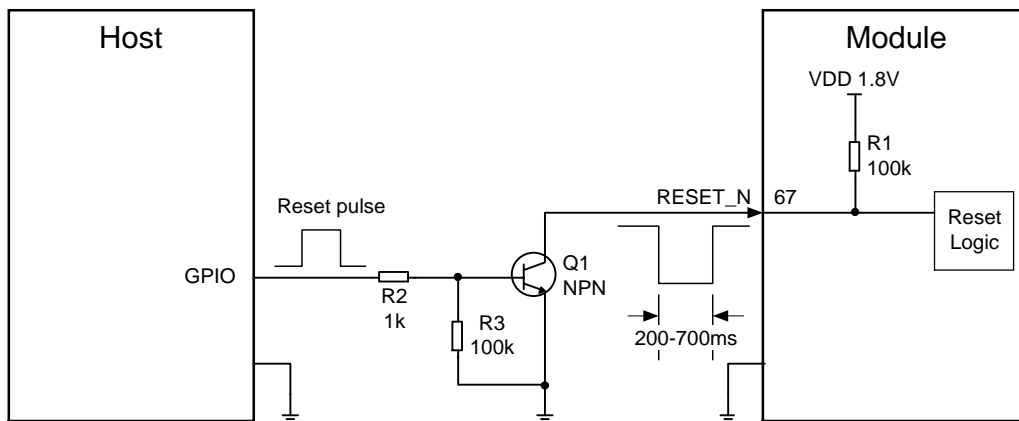 Host
Module
VDD 1.8V
R1
100k
RESET_N
67
Reset pulse
Reset
Logic
GPIO
Q1
NPN
R2
1k
R3
100k
200-700ms